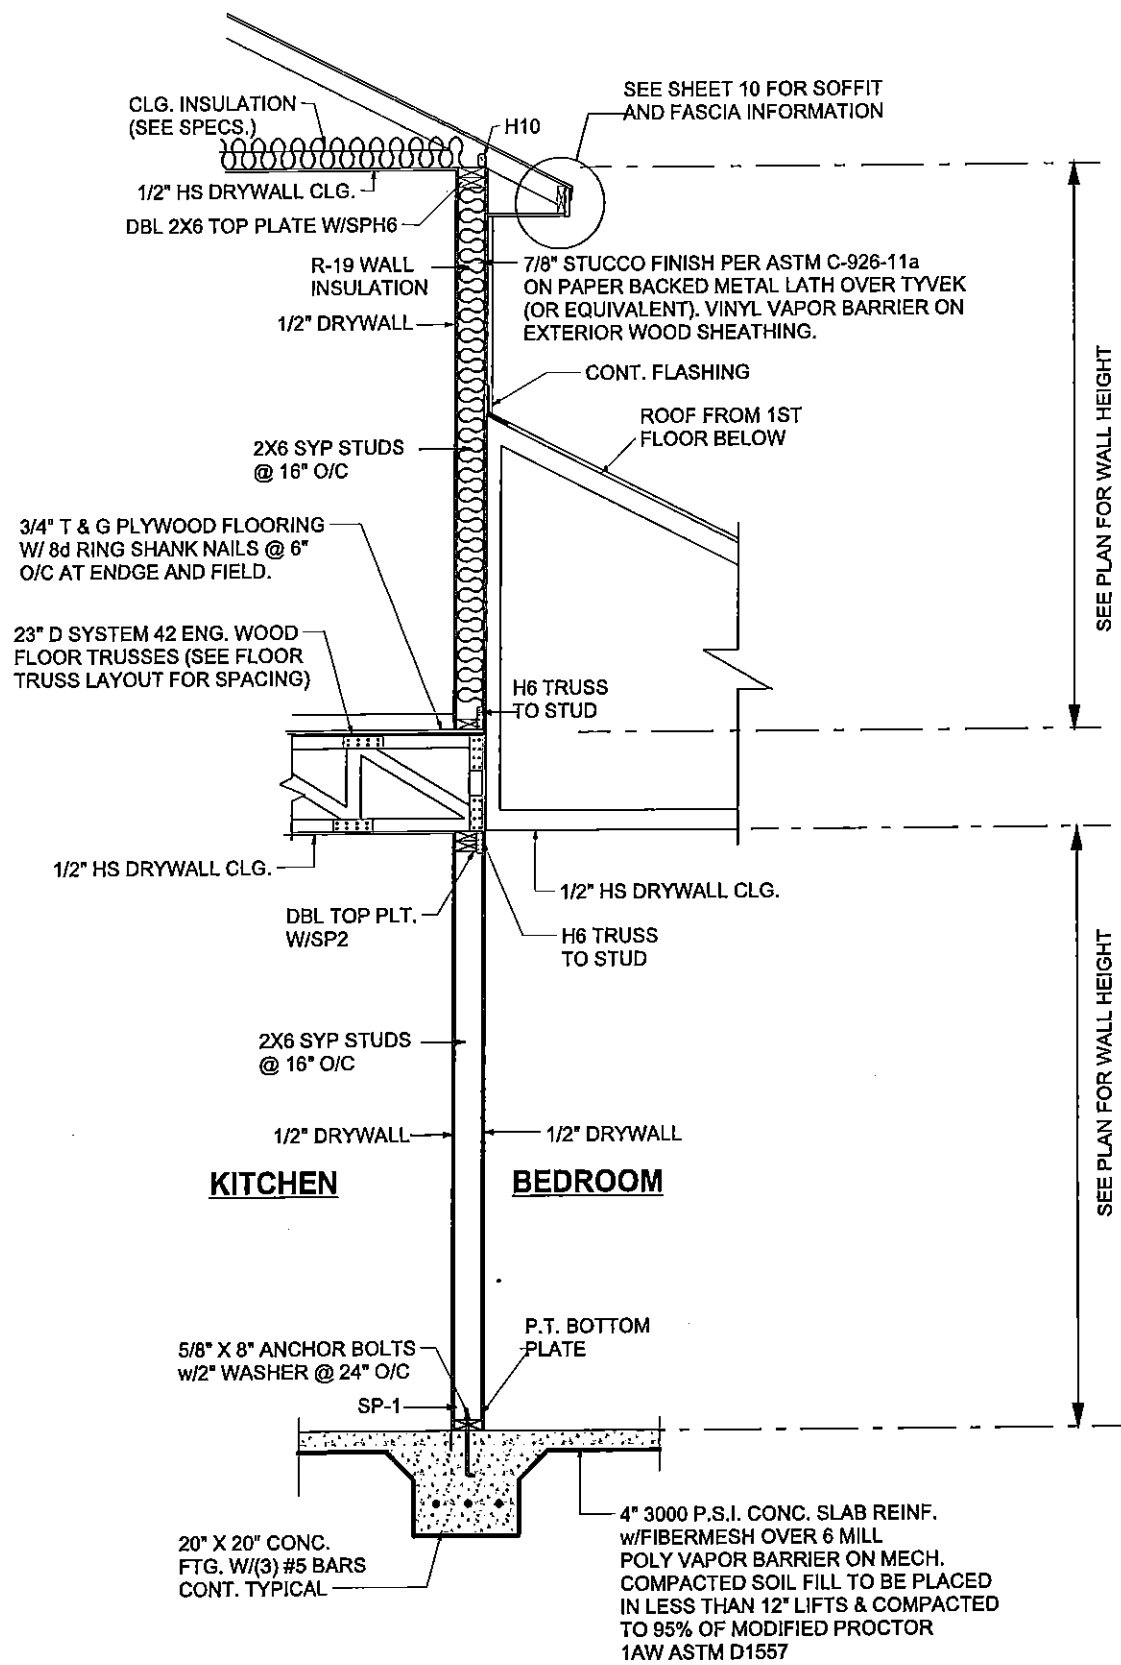 SEE SHEET 10 FOR SOFFIT
AND FASCIA INFORMATION
CLG. INSULATION
(SEE SPECS.)
H10
1/2" HS DRYWALL CLG.
DBL 2X6 TOP PLATE W/SPH6
R-19 WALL
INSULATION
7/8" STUCCO FINISH PER ASTM C-926-11a
ON PAPER BACKED METAL LATH OVER TYVEK
(OR EQUIVALENT). VINYL VAPOR BARRIER ON
EXTERIOR WOOD SHEATHING.
1/2" DRYWALL
CONT. FLASHING
ROOF FROM 1ST
FLOOR BELOW
SEE PLAN FOR WALL HEIGHT
2X6 SYP STUDS
@ 16" O/C
3/4" T & G PLYWOOD FLOORING
W/ 8d RING SHANK NAILS @ 6"
O/C AT ENDGE AND FIELD.
23" D SYSTEM 42 ENG. WOOD
FLOOR TRUSSES (SEE FLOOR
TRUSS LAYOUT FOR SPACING)
H6 TRUSS
TO STUD
1/2" HS DRYWALL CLG.
1/2" HS DRYWALL CLG.
DBL TOP PLT.
W/SP2
H6 TRUSS
TO STUD
SEE PLAN FOR WALL HEIGHT
2X6 SYP STUDS
@ 16" O/C
1/2" DRYWALL
1/2" DRYWALL
KITCHEN
BEDROOM
5/8" X 8" ANCHOR BOLTS
w/2" WASHER @ 24" O/C
P.T. BOTTOM
PLATE
SP-1
20" X 20" CONC.
FTG. W/(3) #5 BARS
CONT. TYPICAL
4" 3000 P.S.I. CONC. SLAB REINF.
w/FIBERMESH OVER 6 MILL
POLY VAPOR BARRIER ON MECH.
COMPACTED SOIL FILL TO BE PLACED
IN LESS THAN 12" LIFTS & COMPACTED
TO 95% OF MODIFIED PROCTOR
1AW ASTM D1557